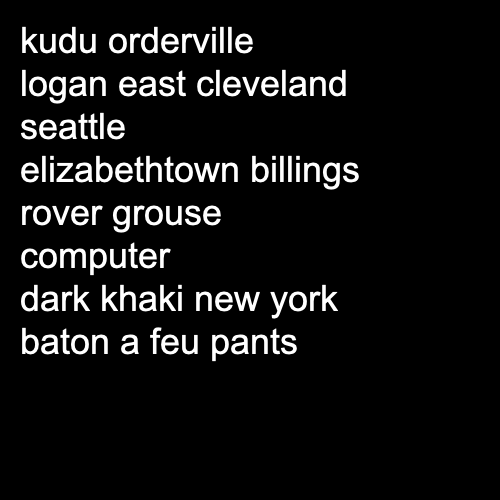 kudu orderville
logan east cleveland
seattle
elizabethtown billings
rover grouse
computer
dark khaki new york
baton a feu pants